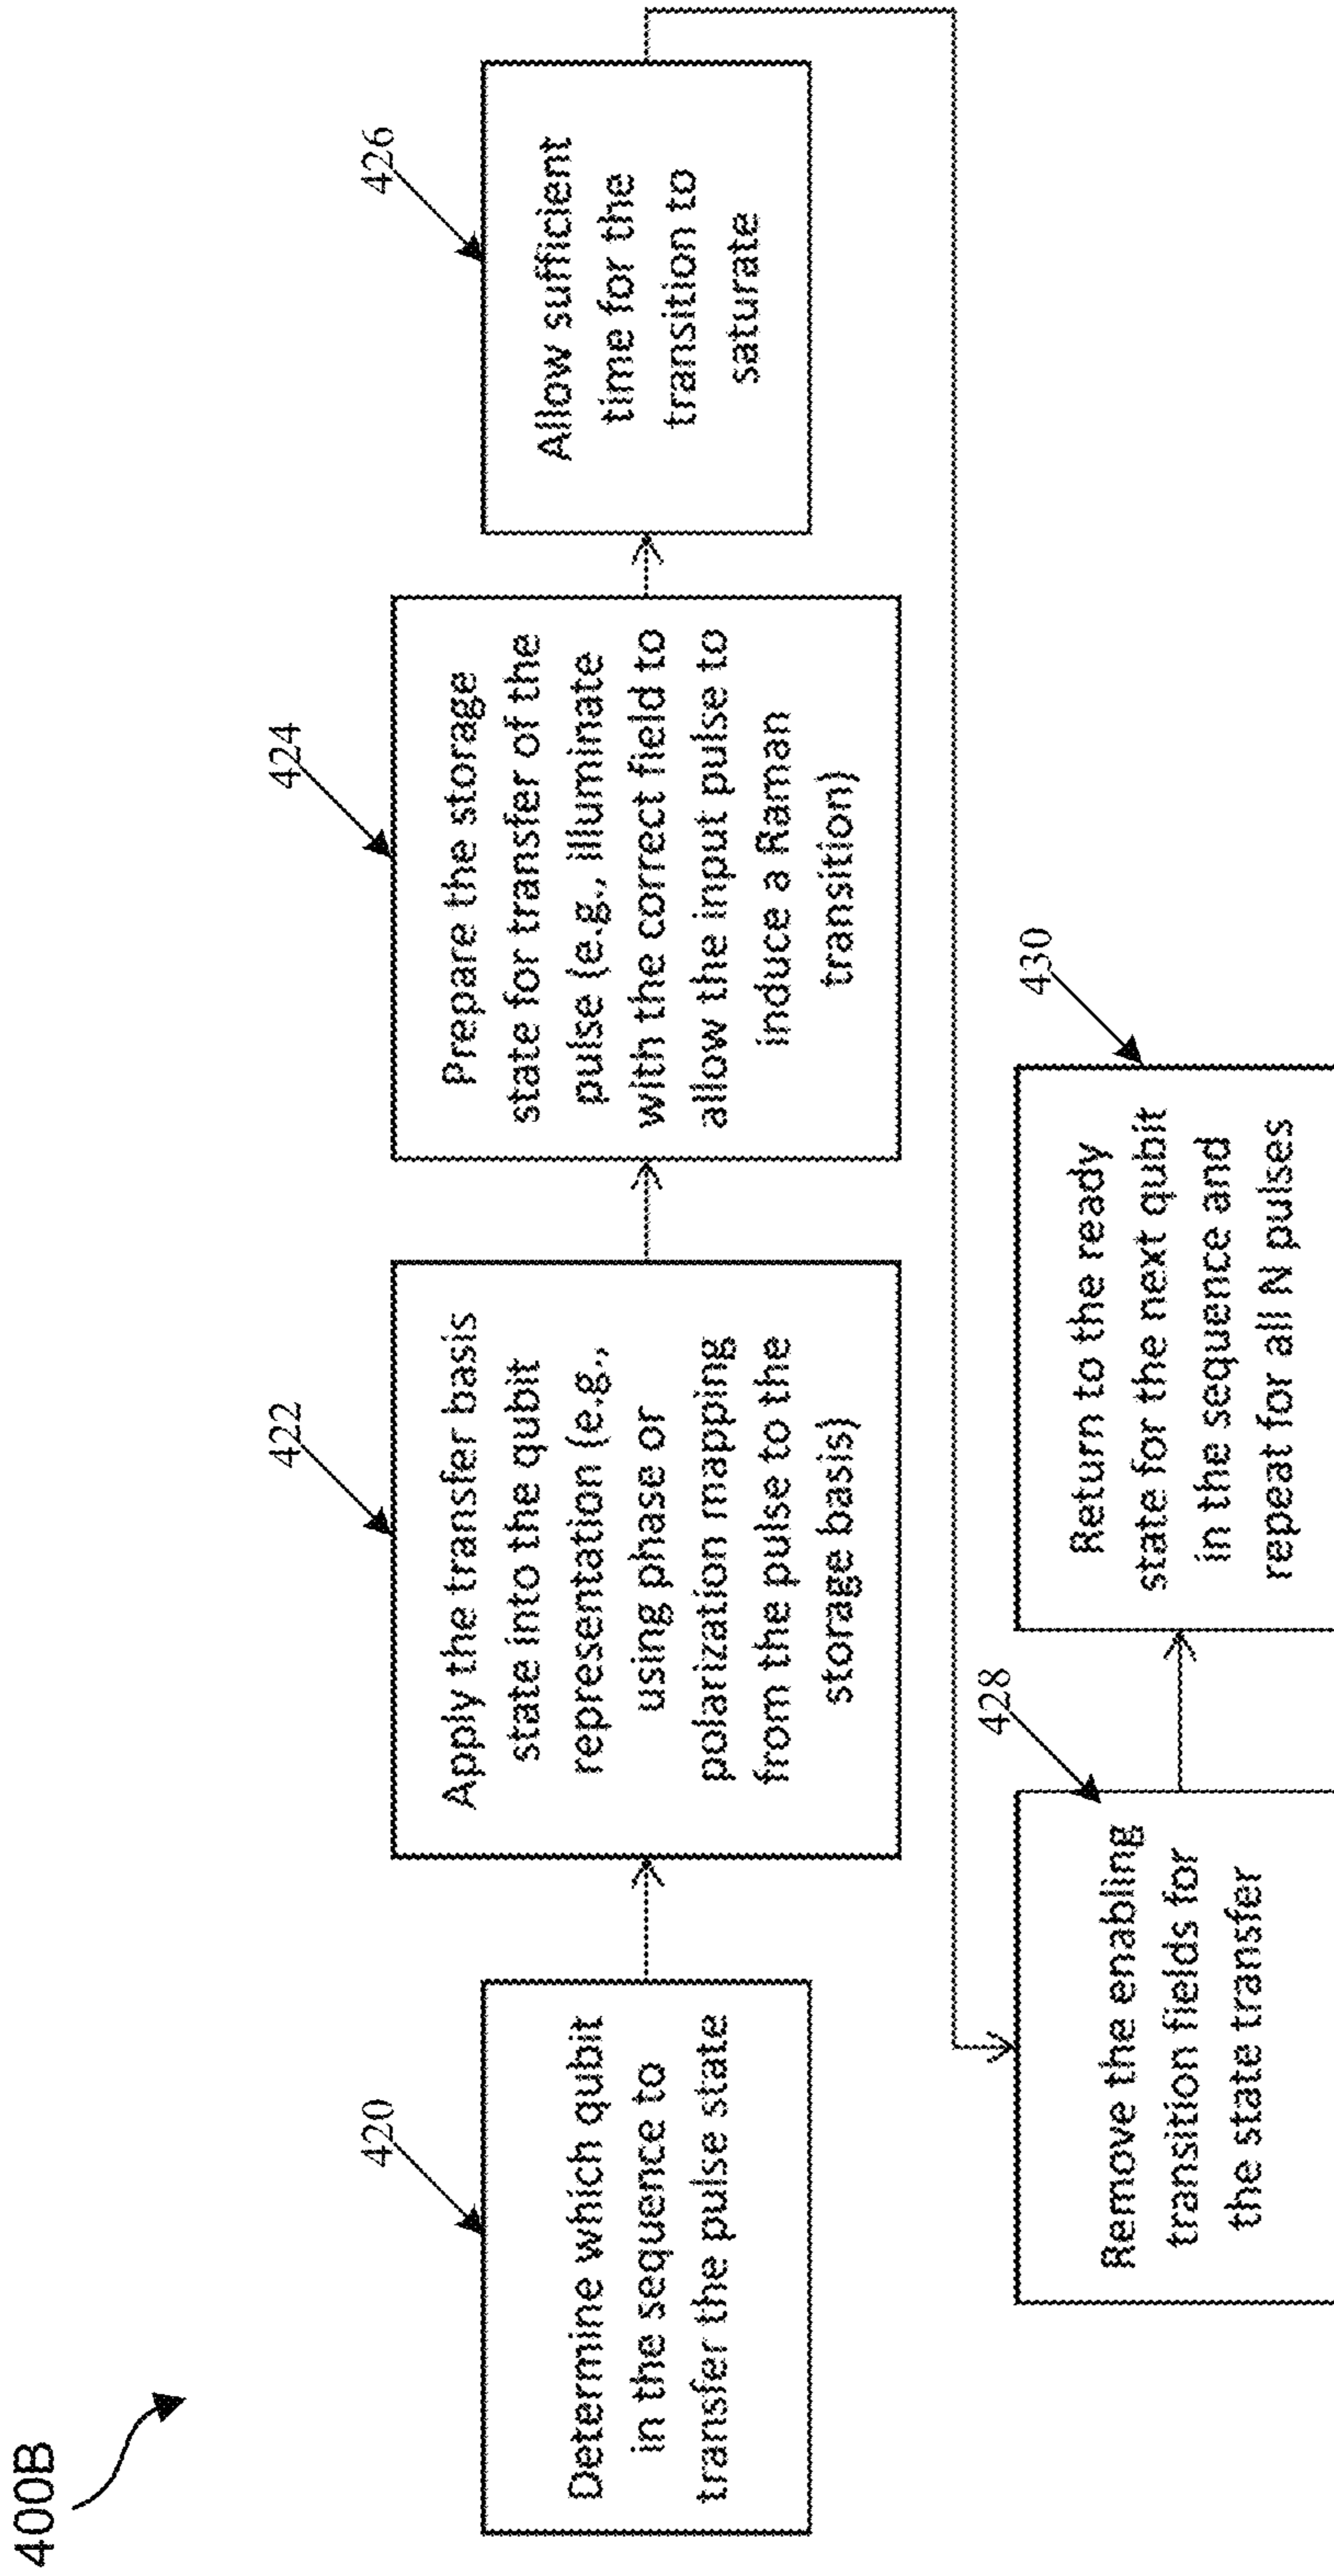 400B
420
Determine which qubit
in the sequence to
transfer the pulse state
422
Apply the transfer basis
state into the qubit
representation (e.g.,
using phase or
polarization mapping
from the pulse to the
storage basis)
424
Prepare the storage
state for transfer of the
pulse (e.g., illuminate
with the correct field to
allow the input pulse to
induce a Raman
transition)
426
Allow sufficient
time for the
transition to
saturate
428
Remove the enabling
transition fields for
the state transfer
430
Return to the ready
state for the next qubit
in the sequence and
repeat for all N pulses